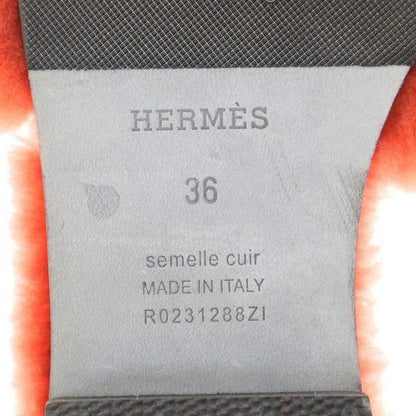 HERMÈS
36
semelle cuir
MADE IN ITALY
R0231288ZI